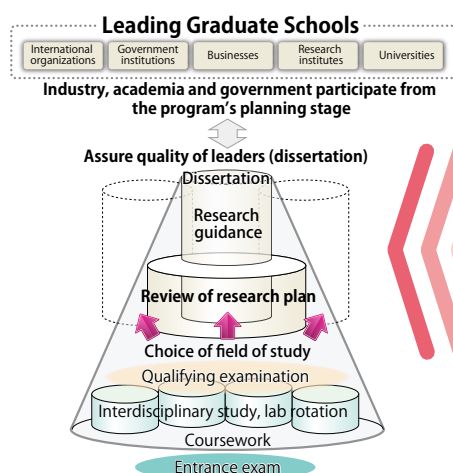 Leading Graduate Schools
International
organizations
Government
institutions
Businesses
Research
institutes
Universities
Industry, academia and government participate from
the program's planning stage
Assure quality of leaders (dissertation)
Dissertation
Research
guidance
Review of research plan
Choice of field of study
Qualifying examination
Interdisciplinary study, lab rotation
Coursework
Entrance exam